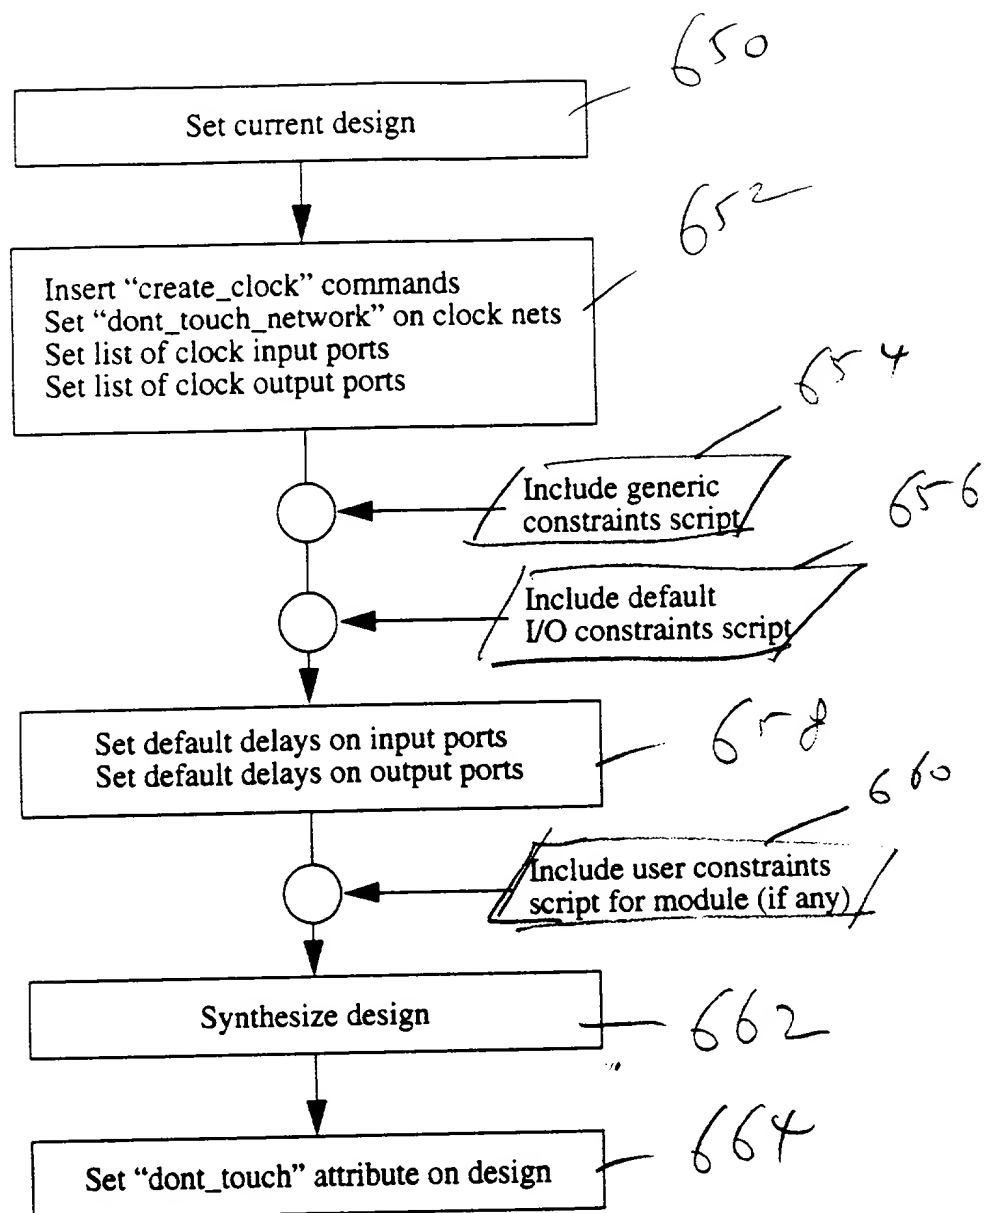 650
Set current design
652
Insert “create_clock” commands
Set “dont_touch_network” on clock nets
Set list of clock input ports
Set list of clock output ports
654
Include generic
constraints script
656
Include default
I/O constraints script
658
Set default delays on input ports
Set default delays on output ports
660
Include user constraints
script for module (if any)
Synthesize design
662
Set “dont_touch” attribute on design
664